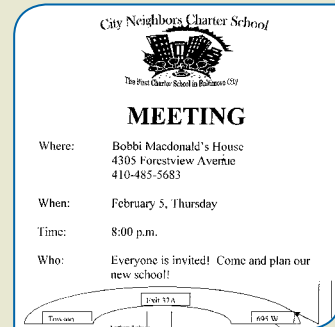 City Neighbors Charter School
The First Charter School in Baltimore City
MEETING
Where: Bobbi Macdonald's House
4305 Forestview Avenue
410-485-5683
When: February 5, Thursday
Time: 8:00 p.m.
Who: Everyone is invited! Come and plan our
new school!
Exit 32A
Towson 695 W